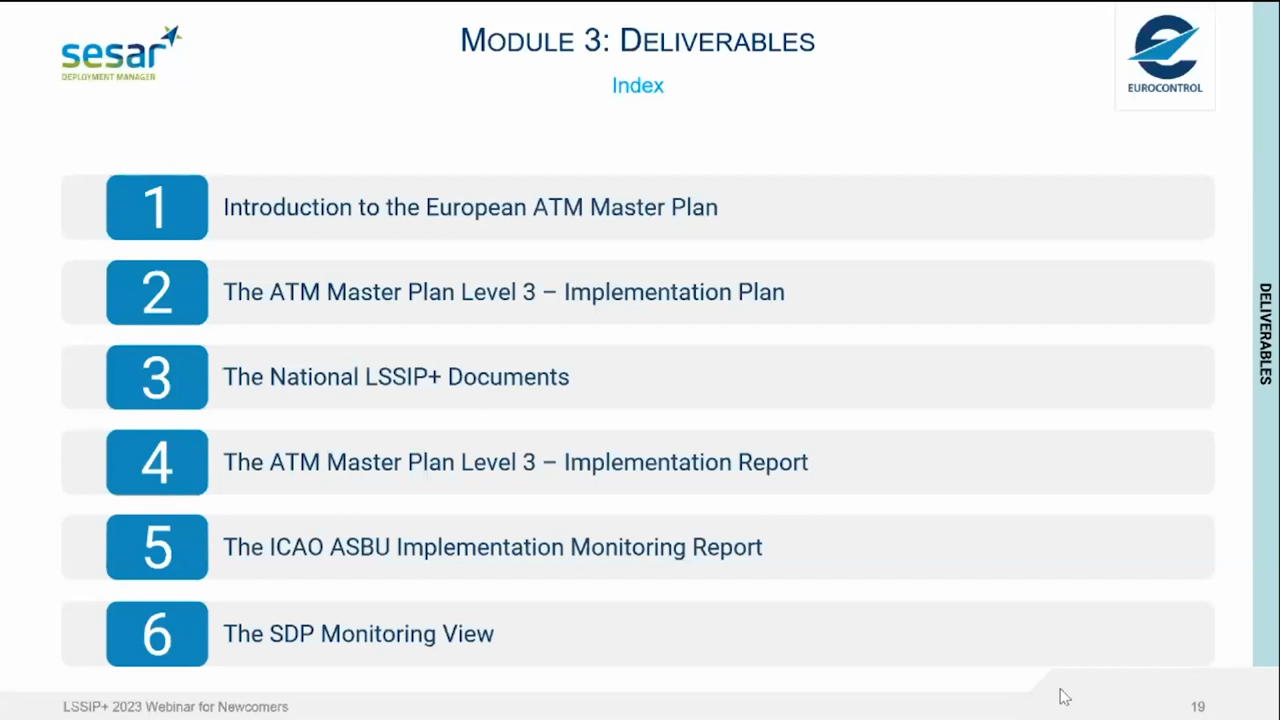 sesar
DEPLOYMENT MANAGER
MODULE 3: DELIVERABLES
Index
EUROCONTROL
1 Introduction to the European ATM Master Plan
2 The ATM Master Plan Level 3 – Implementation Plan
3 The National LSSIP+ Documents
4 The ATM Master Plan Level 3 – Implementation Report
5 The ICAO ASBU Implementation Monitoring Report
6 The SDP Monitoring View
DELIVERABLES
LSSIP+ 2023 Webinar for Newcomers
19